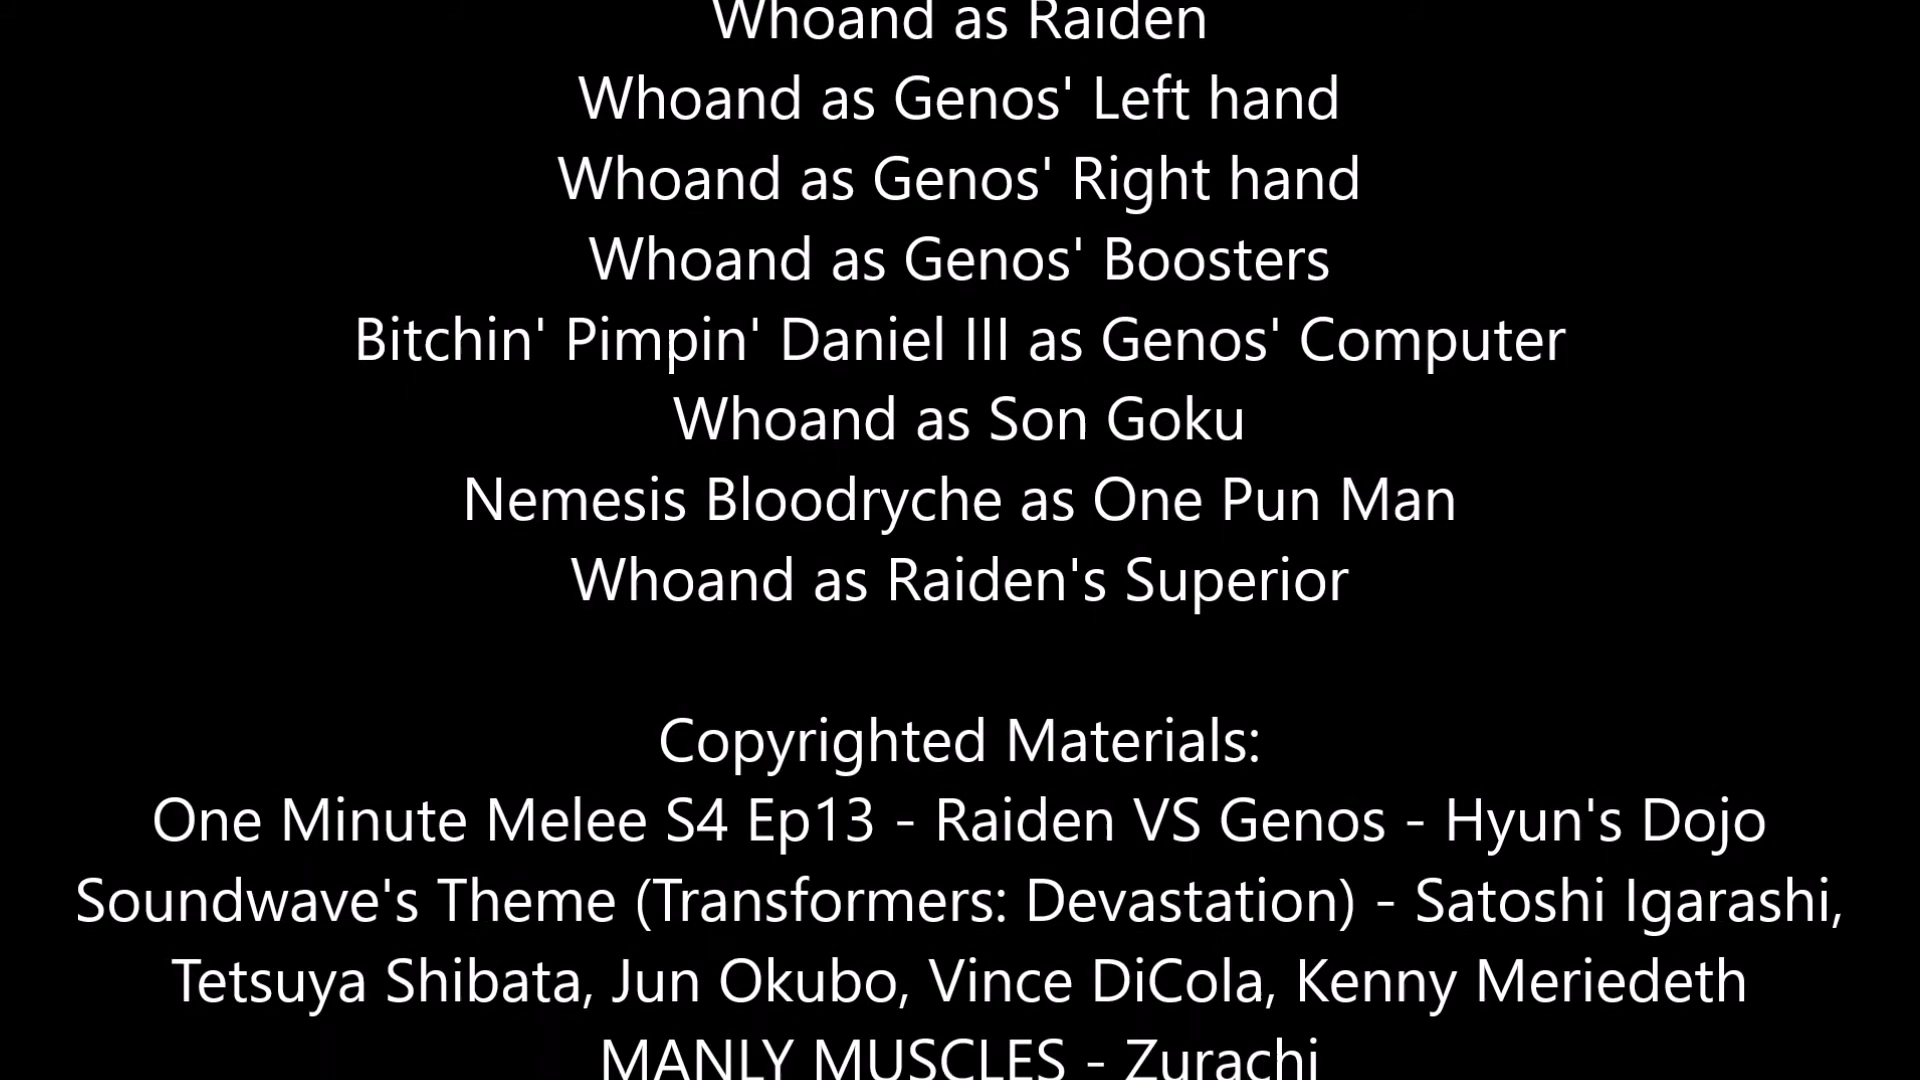 Whoand as Raiden
Whoand as Genos' Left hand
Whoand as Genos' Right hand
Whoand as Genos' Boosters
Bitchin' Pimpin' Daniel III as Genos' Computer
Whoand as Son Goku
Nemesis Bloodryche as One Pun Man
Whoand as Raiden's Superior
Copyrighted Materials:
One Minute Melee S4 Ep13 - Raiden VS Genos - Hyun's Dojo
Soundwave's Theme (Transformers: Devastation) - Satoshi Igarashi,
Tetsuya Shibata, Jun Okubo, Vince DiCola, Kenny Meriedeth
MANLY MUSCLES - Zurachi